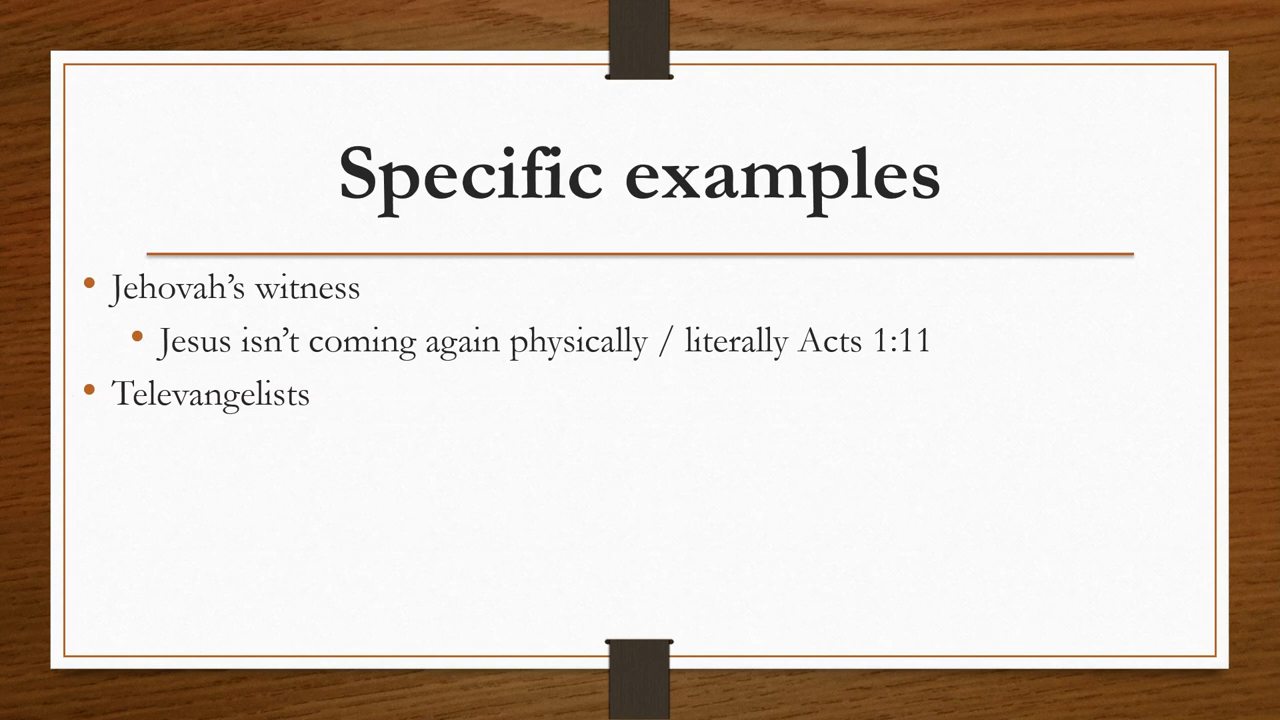 Specific examples
• Jehovah’s witness
• Jesus isn’t coming again physically / literally Acts 1:11
• Televangelists